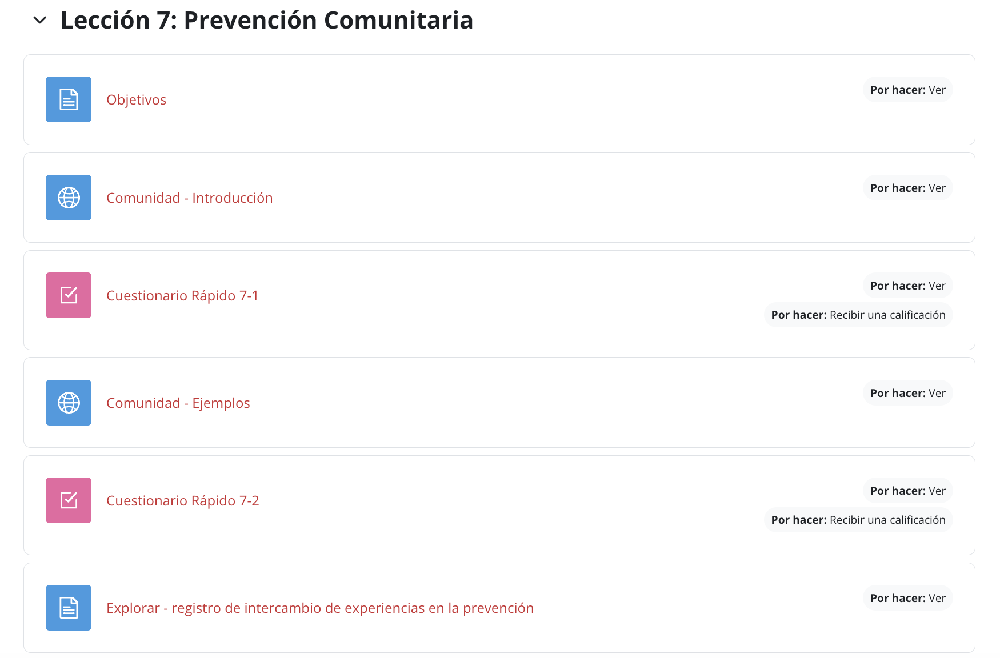 Lección 7: Prevención Comunitaria
Objetivos
Por hacer: Ver
Comunidad - Introducción
Por hacer: Ver
Cuestionario Rápido 7-1
Por hacer: Ver
Por hacer: Recibir una calificación
Comunidad - Ejemplos
Por hacer: Ver
Cuestionario Rápido 7-2
Por hacer: Ver
Por hacer: Recibir una calificación
Explorar - registro de intercambio de experiencias en la prevención
Por hacer: Ver